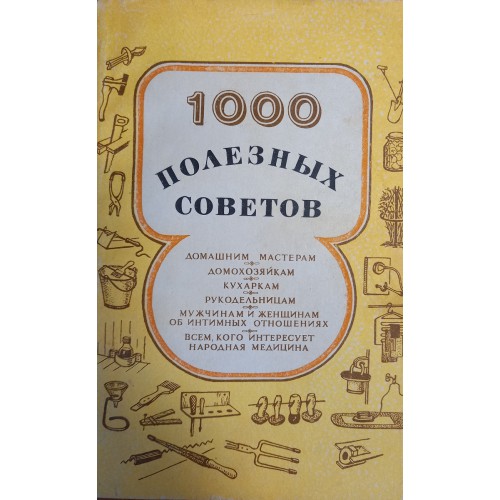 1000
ПОЛЕЗНЫХ
СОВЕТОВ
ДОМАШНИМ МАСТЕРАМ
ДОМОХОЗЯЙКАМ
КУХАРКАМ
РУКОДЕЛЬНИЦАМ
МУЖЧИНАМ И ЖЕНЩИНАМ
ОБ ИНТИМНЫХ ОТНОШЕНИЯХ
ВСЕМ, КОГО ИНТЕРЕСУЕТ
НАРОДНАЯ МЕДИЦИНА